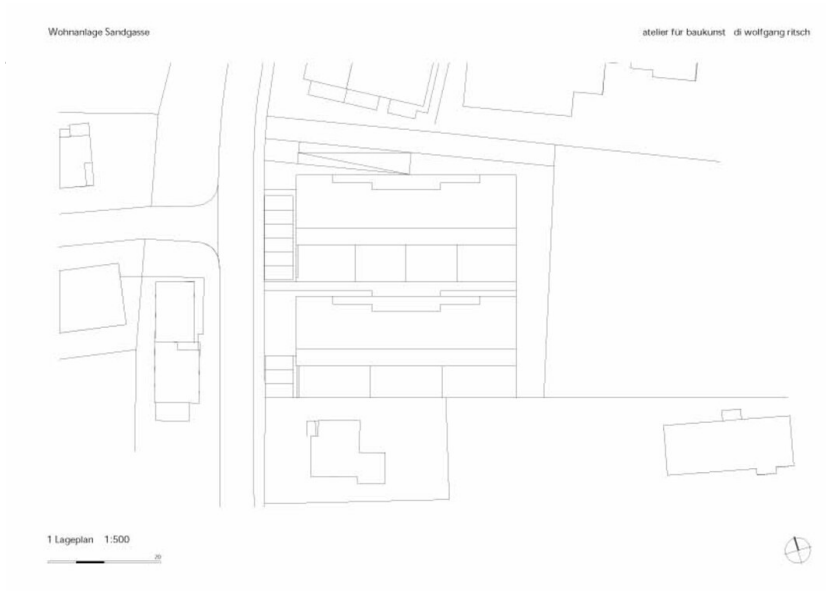 Wohnanlage Sandgasse
atelier für baukunst di wolfgang ritsch
1 Lageplan 1:500
20